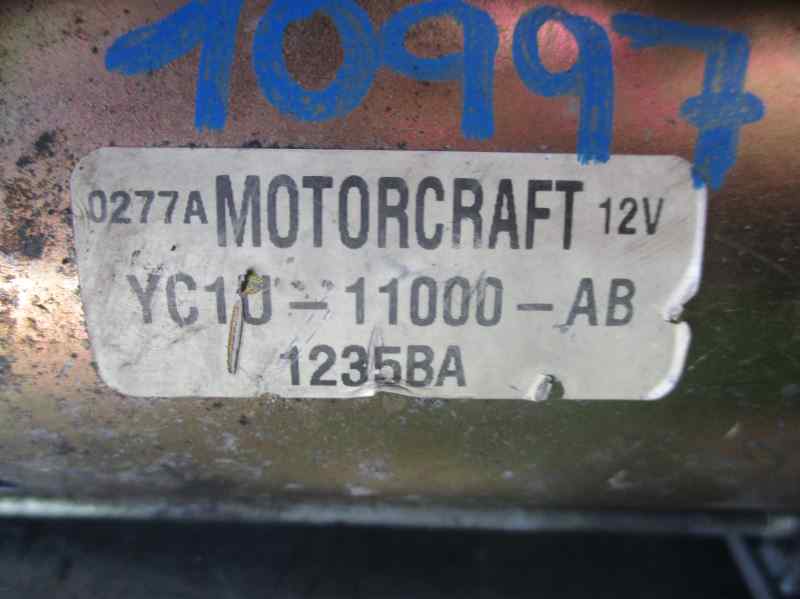 10997
0277A MOTORCRAFT 12V
YC1U-11000-AB
1235BA